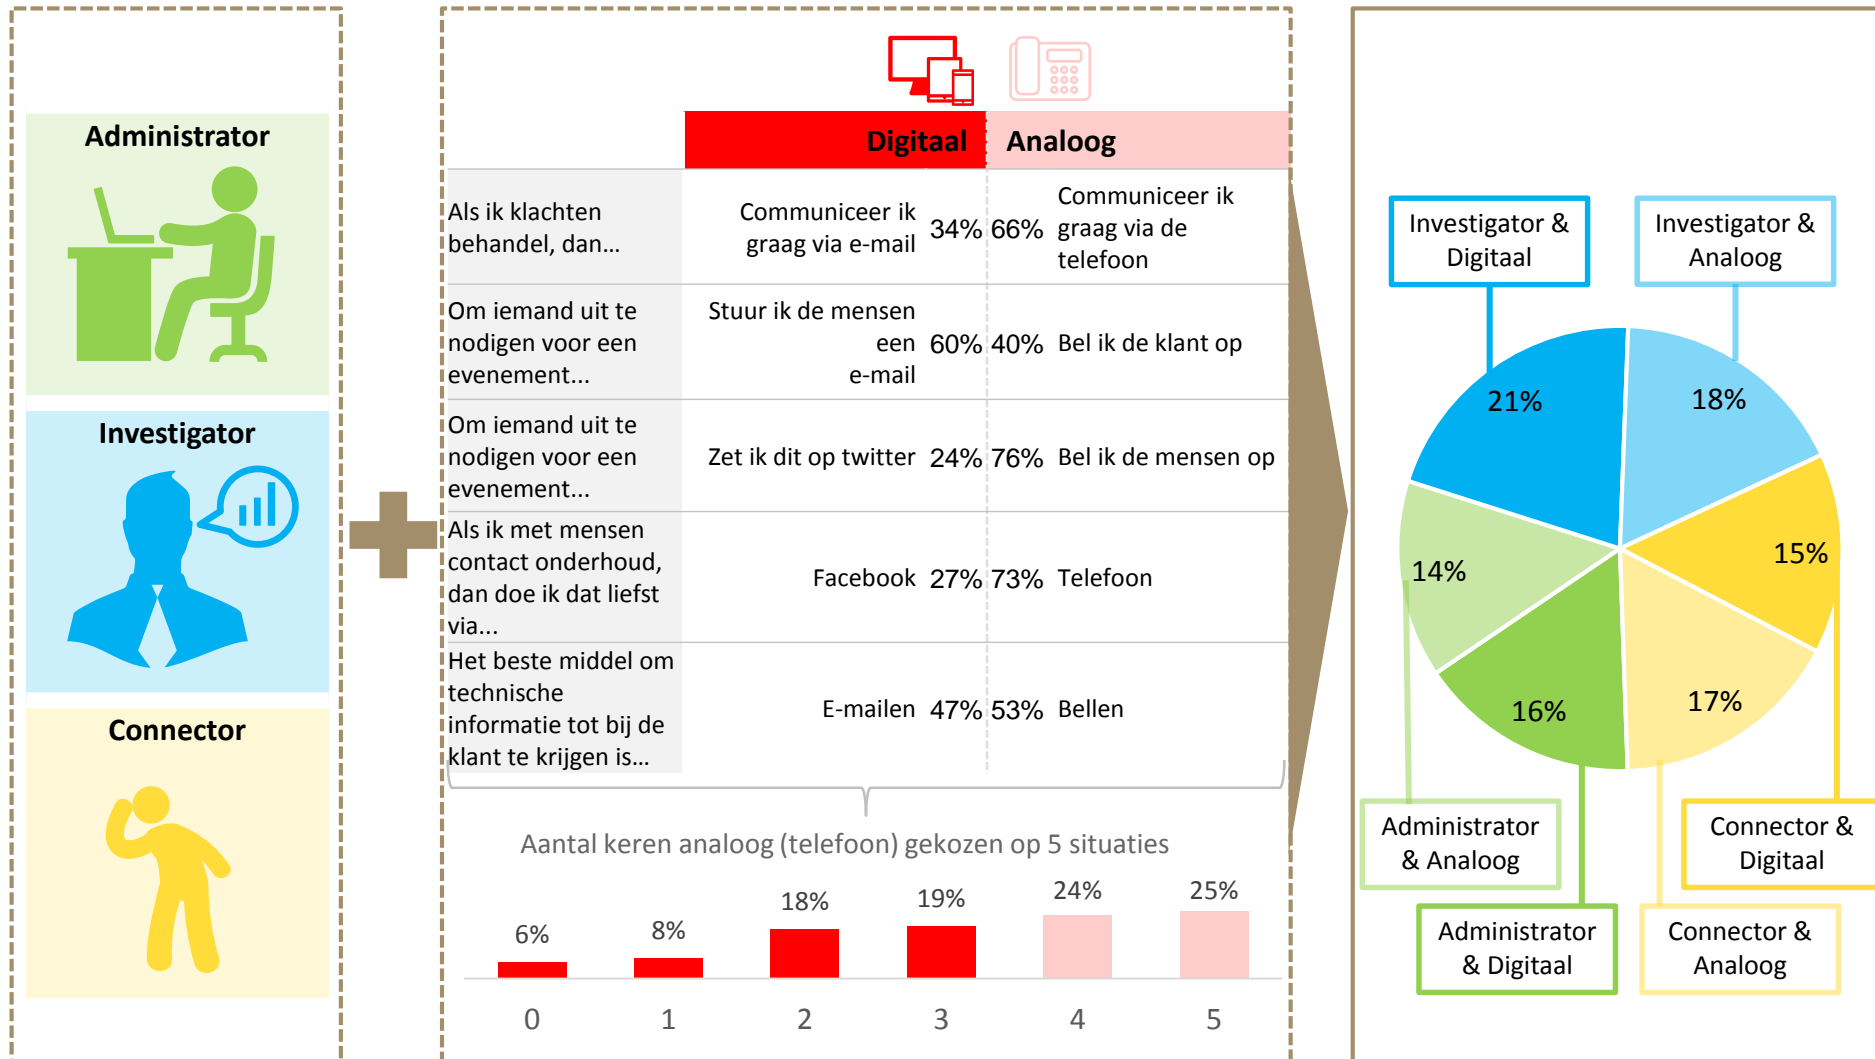 Administrator
Investigator
Connector
Digitaal
Analoog
Als ik klachten
behandel, dan...
Communiceer ik
graag via e-mail
34%
66%
Communiceer ik
graag via de
telefoon
Om iemand uit te
nodigen voor een
evenement...
Stuur ik de mensen
een
e-mail
60%
40%
Bel ik de klant op
Om iemand uit te
nodigen voor een
evenement...
Zet ik dit op twitter
24%
76%
Bel ik de mensen op
Als ik met mensen
contact onderhoud,
dan doe ik dat liefst
via...
Facebook
27%
73%
Telefoon
Het beste middel om
technische
informatie tot bij de
klant te krijgen is...
E-mailen
47%
53%
Bellen
Aantal keren analoog (telefoon) gekozen op 5 situaties
6%
8%
18%
19%
24%
25%
0
1
2
3
4
5
Investigator &
Digitaal
Investigator &
Analoog
21%
18%
14%
15%
16%
17%
Administrator
& Analoog
Connector &
Digitaal
Administrator
& Digitaal
Connector &
Analoog